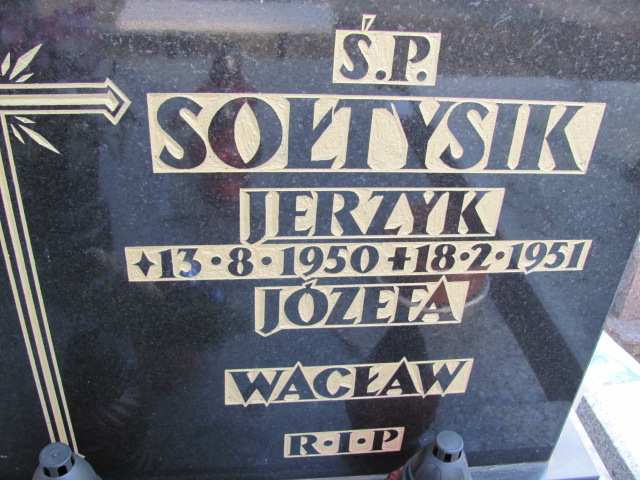 Ś.P.
SOŁTYSIK
JERZYK
✦13·8·1950+18·2·1951
JÓZEFA
WACŁAW
R·I·P